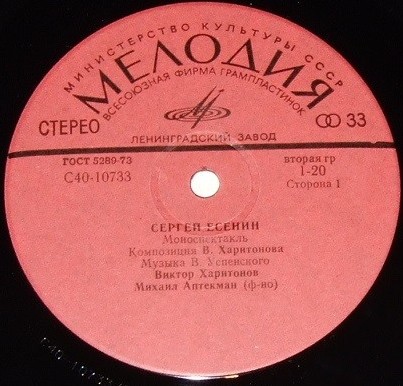 МИНИСТЕРСТВО КУЛЬТУРЫ СССР
МЕЛОДИЯ
ВСЕСОЮЗНАЯ ФИРМА ГРАМПЛАСТИНОК
СТЕРЕО
33
ЛЕНИНГРАДСКИЙ ЗАВОД
ГОСТ 5289-73
С40-10733
вторая гр
1-20
Сторона 1
СЕРГЕЙ ЕСЕНИН
Моноспектакль
Композиция В. Харитонова
Музыка В. Успенского
Виктор Харитонов
Михаил Аптекман (ф-но)